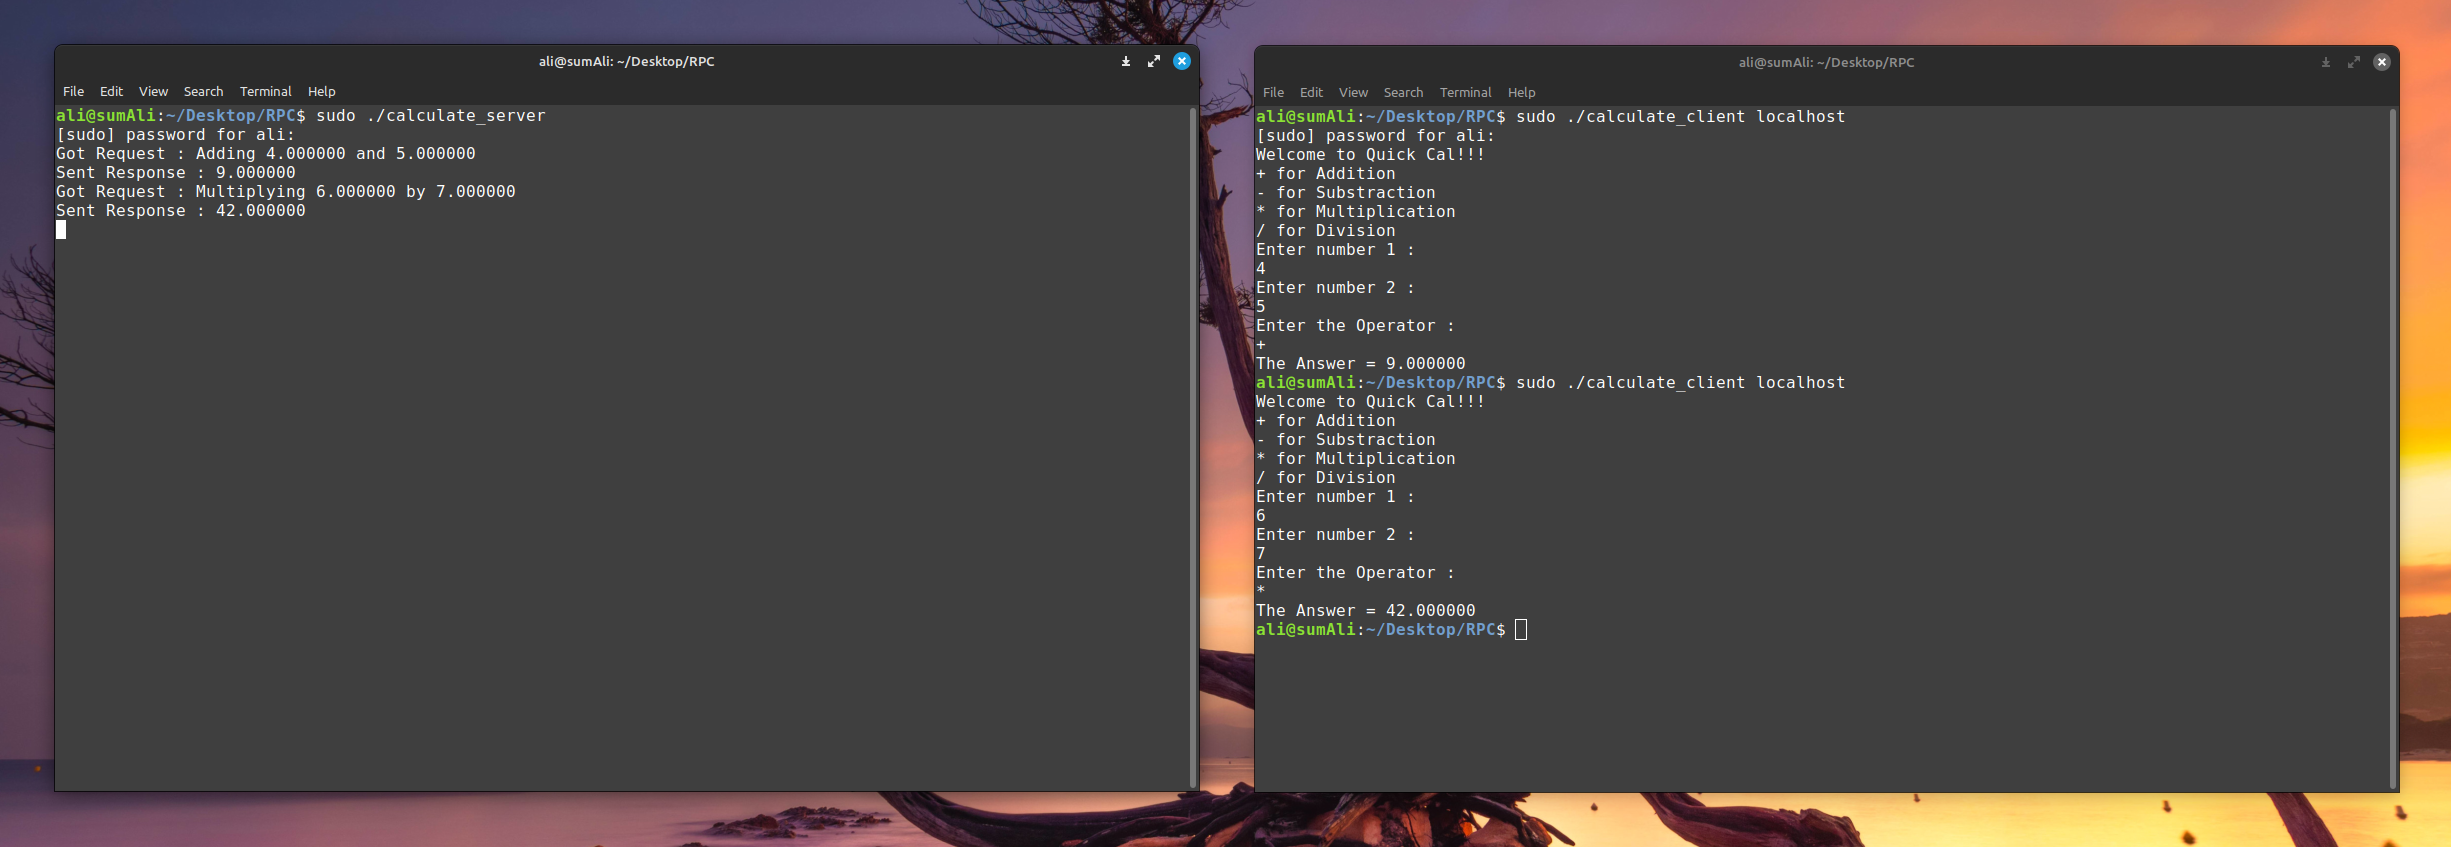 ali@sumAli: ~/Desktop/RPC
File Edit View Search Terminal Help
ali@sumAli:~/Desktop/RPC$ sudo ./calculate_server
[sudo] password for ali:
Got Request : Adding 4.000000 and 5.000000
Sent Response : 9.000000
Got Request : Multiplying 6.000000 by 7.000000
Sent Response : 42.000000
ali@sumAli: ~/Desktop/RPC
File Edit View Search Terminal Help
ali@sumAli:~/Desktop/RPC$ sudo ./calculate_client localhost
[sudo] password for ali:
Welcome to Quick Cal!!!
+ for Addition
- for Substraction
* for Multiplication
/ for Division
Enter number 1 :
4
Enter number 2 :
5
Enter the Operator :
+
The Answer = 9.000000
ali@sumAli:~/Desktop/RPC$ sudo ./calculate_client localhost
Welcome to Quick Cal!!!
+ for Addition
- for Substraction
* for Multiplication
/ for Division
Enter number 1 :
6
Enter number 2 :
7
Enter the Operator :
*
The Answer = 42.000000
ali@sumAli:~/Desktop/RPC$